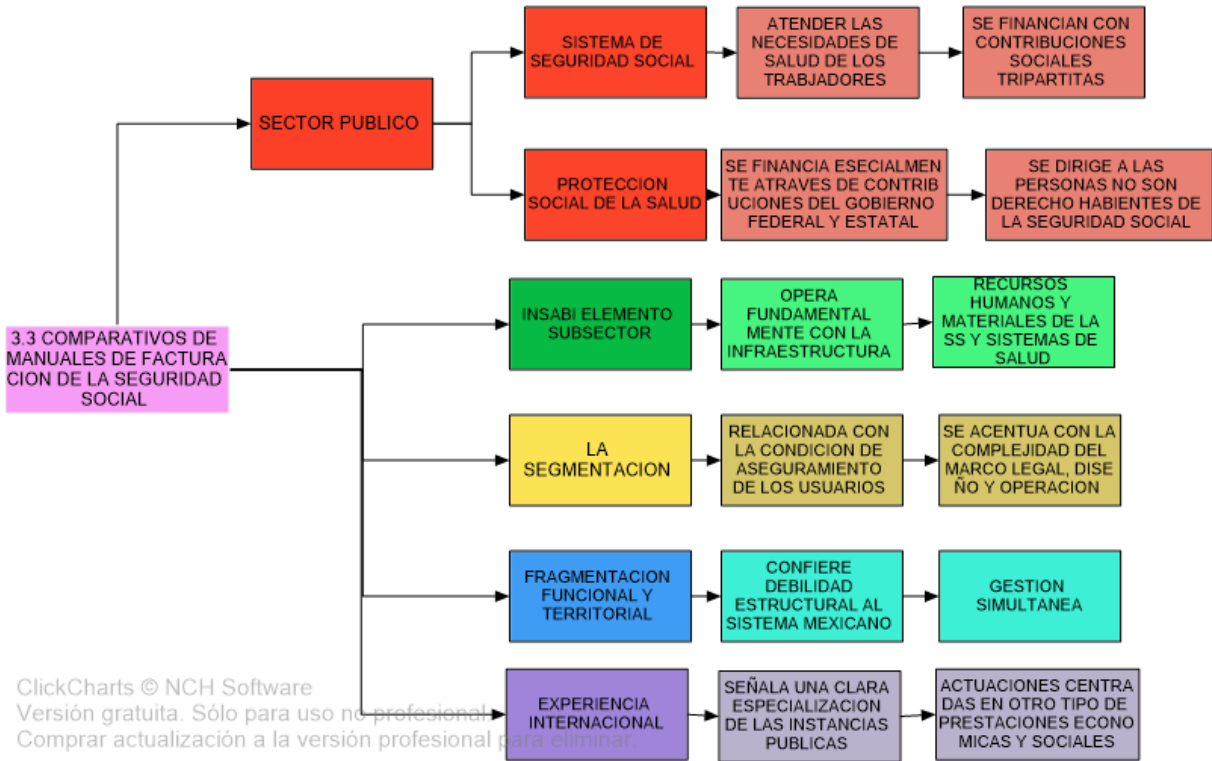 SISTEMA DE
SEGURIDAD SOCIAL
ATENDER LAS
NECESIDADES DE
SALUD DE LOS
TRABJADORES
SE FINANCIAN CON
CONTRIBUCIONES
SOCIALES
TRIPARTITAS
SECTOR PUBLICO
PROTECCION
SOCIAL DE LA SALUD
SE FINANCIA ESECIALMEN
TE ATRAVES DE CONTRIB
UCIONES DEL GOBIERNO
FEDERAL Y ESTATAL
SE DIRIGE A LAS
PERSONAS NO SON
DERECHO HABIENTES DE
LA SEGURIDAD SOCIAL
3.3 COMPARATIVOS DE
MANUALES DE FACTURA
CION DE LA SEGURIDAD
SOCIAL
INSABI ELEMENTO
SUBSECTOR
OPERA
FUNDAMENTAL
MENTE CON LA
INFRAESTRUCTURA
RECURSOS
HUMANOS Y
MATERIALES DE LA
SS Y SISTEMAS DE
SALUD
LA
SEGMENTACION
RELACIONADA CON
LA CONDICION DE
ASEGURAMIENTO
DE LOS USUARIOS
SE ACENTUA CON LA
COMPLEJIDAD DEL
MARCO LEGAL, DISE
ÑO Y OPERACION
FRAGMENTACION
FUNCIONAL Y
TERRITORIAL
CONFIERE
DEBILIDAD
ESTRUCTURAL AL
SISTEMA MEXICANO
GESTION
SIMULTANEA
EXPERIENCIA
INTERNACIONAL
SEÑALA UNA CLARA
ESPECIALIZACION
DE LAS INSTANCIAS
PUBLICAS
ACTUACIONES CENTRA
DAS EN OTRO TIPO DE
PRESTACIONES ECONO
MICAS Y SOCIALES
ClickCharts © NCH Software
Versión gratuita. Sólo para uso no profesional.
Comprar actualización a la versión profesional para eliminar.